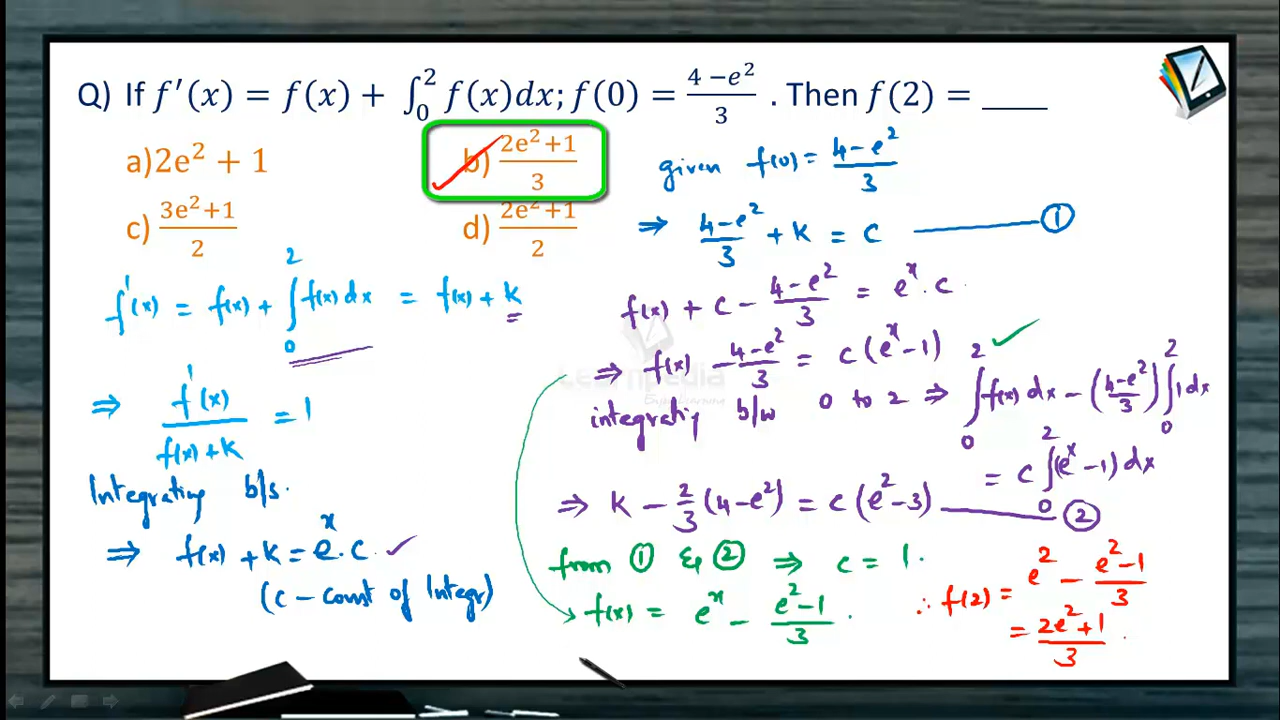 Q) If f′(x) = f(x) + ∫₀² f(x)dx; f(0) = (4 −e²)/3 . Then f(2) = ____
a)2e² + 1
b) (2e² +1)/3
c) (3e²+1)/2
d) (2e²+1)/2
f′(x) = f(x) + ∫₀² f(x) dx = f(x) + k
⇒ f′(x)/(f(x)+k) = 1
Integrating b/s.
⇒ f(x) + k = eˣ. c
(c – const of Integr)
given f(0) = (4–e²)/3
⇒ (4–e²)/3 + k = c ——— ①
f(x) + c – (4–e²)/3 = eˣ. c
⇒ f(x) – (4–e²)/3 = c(eˣ–1)
integrating b/w 0 to 2 ⇒ ∫₀² f(x) dx – ((4–e²)/3) ∫₀² 1 dx
= c ∫₀² (eˣ–1) dx
⇒ k – 2/3 (4–e²) = c(e²–3) ——— ②
from ① & ② ⇒ c = 1.
f(x) = eˣ – (e²–1)/3 .
∴ f(2) = e² – (e²–1)/3
= (2e²+1)/3 .
Learnpedia